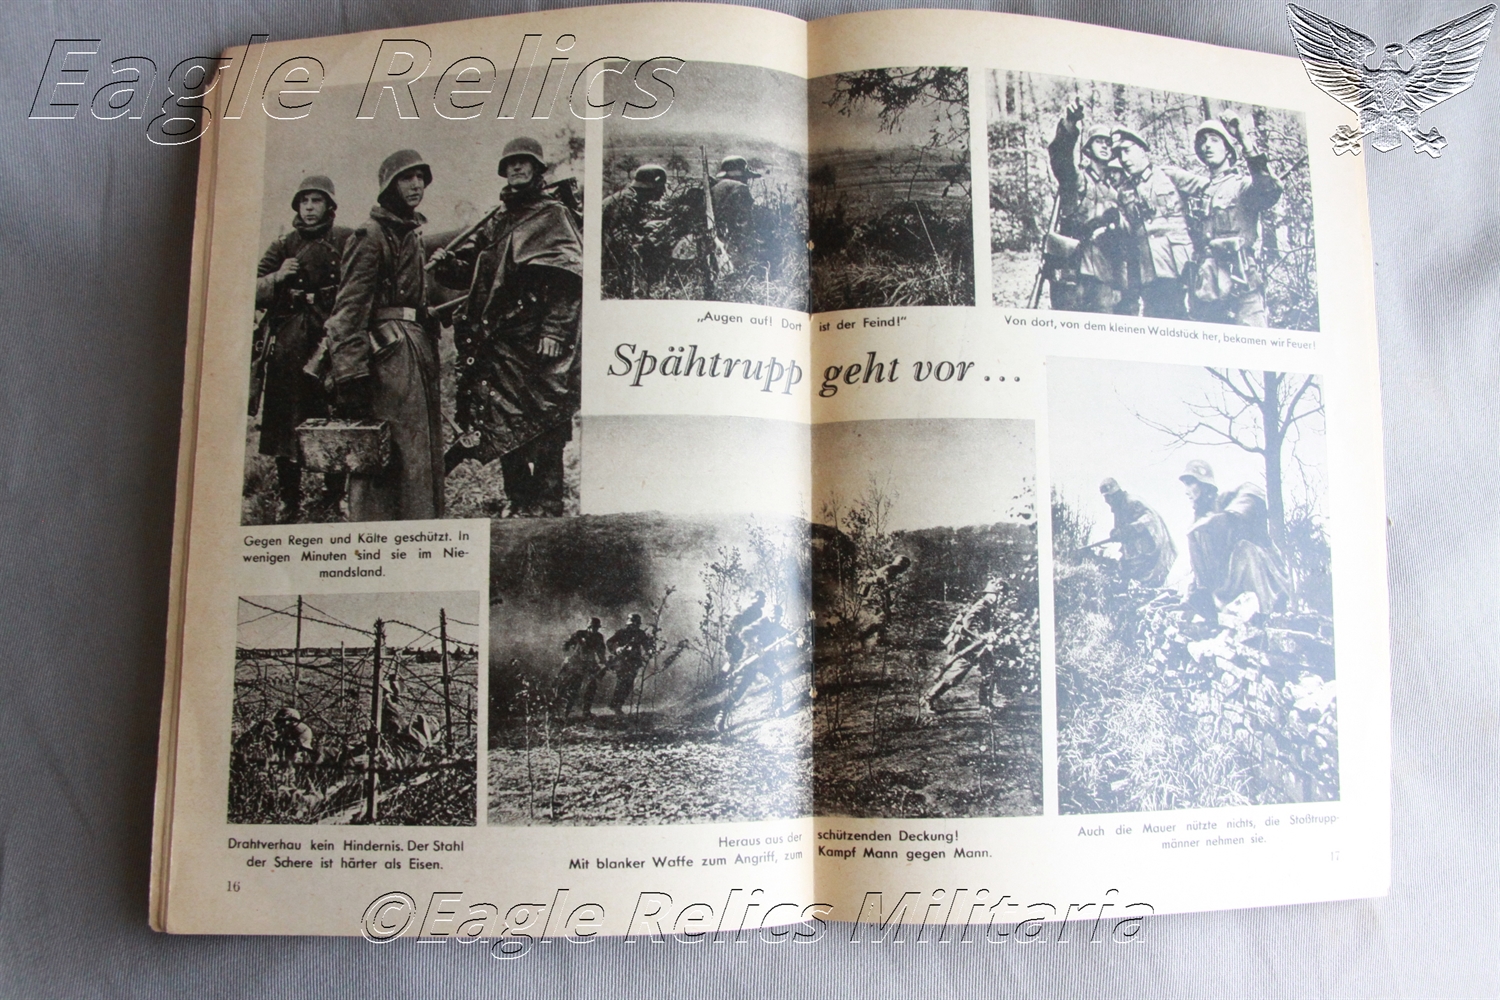 Eagle Relics
„Augen auf! Dort ist der Feind!"
Von dort, von dem kleinen Waldstück her, bekamen wir Feuer!
Spähtrupp geht vor...
Gegen Regen und Kälte geschützt. In
wenigen Minuten sind sie im Nie-
mandsland.
Drahtverhau kein Hindernis. Der Stahl
der Schere ist härter als Eisen.
Heraus aus der schützenden Deckung!
Mit blanker Waffe zum Angriff, zum Kampf Mann gegen Mann.
Auch die Mauer nützte nichts, die Stoßtrupp-
männer nehmen sie.
16
17
©Eagle Relics Militaria